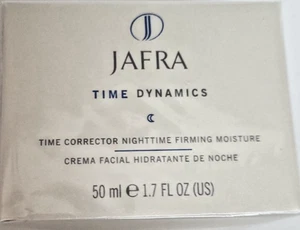 JAFRA
TIME DYNAMICS
TIME CORRECTOR NIGHTTIME FIRMING MOISTURE
CREMA FACIAL HIDRATANTE DE NOCHE
50 ml ℮ 1.7 FL OZ (US)